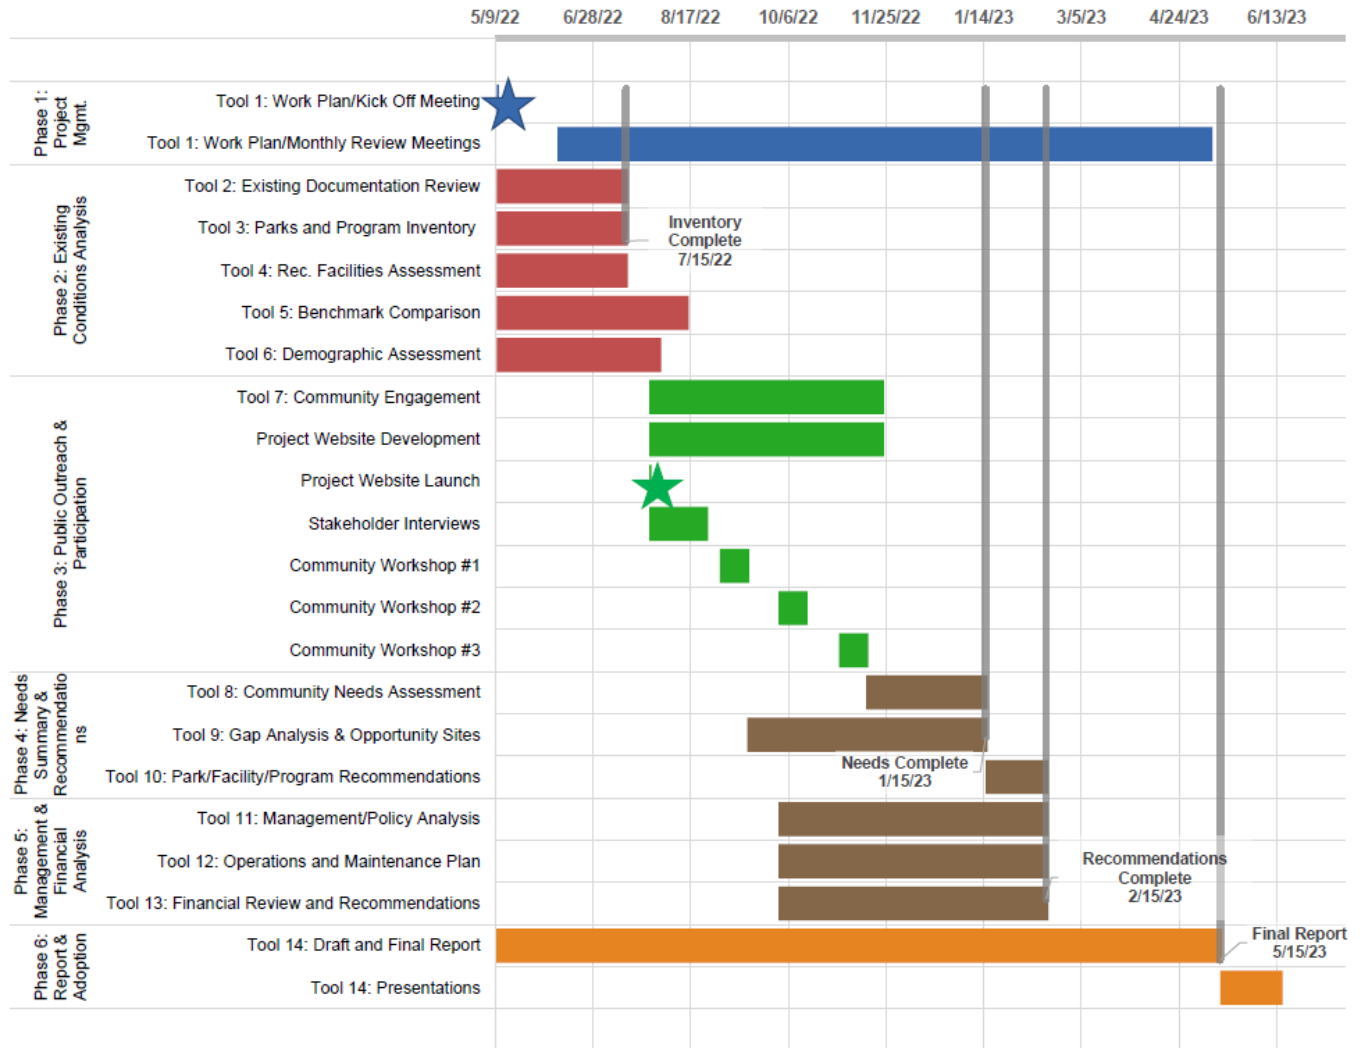 5/9/22 6/28/22 8/17/22 10/6/22 11/25/22 1/14/23 3/5/23 4/24/23 6/13/23
Phase 1:
Project
Mgmt.
Tool 1: Work Plan/Kick Off Meeting
Tool 1: Work Plan/Monthly Review Meetings
Phase 2: Existing
Conditions Analysis
Tool 2: Existing Documentation Review
Tool 3: Parks and Program Inventory
Tool 4: Rec. Facilities Assessment
Tool 5: Benchmark Comparison
Tool 6: Demographic Assessment
Inventory
Complete
7/15/22
Phase 3: Public Outreach &
Participation
Tool 7: Community Engagement
Project Website Development
Project Website Launch
Stakeholder Interviews
Community Workshop #1
Community Workshop #2
Community Workshop #3
Phase 4: Needs
Summary &
Recommendatio
ns
Tool 8: Community Needs Assessment
Tool 9: Gap Analysis & Opportunity Sites
Tool 10: Park/Facility/Program Recommendations
Needs Complete
1/15/23
Phase 5:
Management &
Financial
Analysis
Tool 11: Management/Policy Analysis
Tool 12: Operations and Maintenance Plan
Tool 13: Financial Review and Recommendations
Recommendations
Complete
2/15/23
Phase 6:
Report &
Adoption
Tool 14: Draft and Final Report
Tool 14: Presentations
Final Report
5/15/23